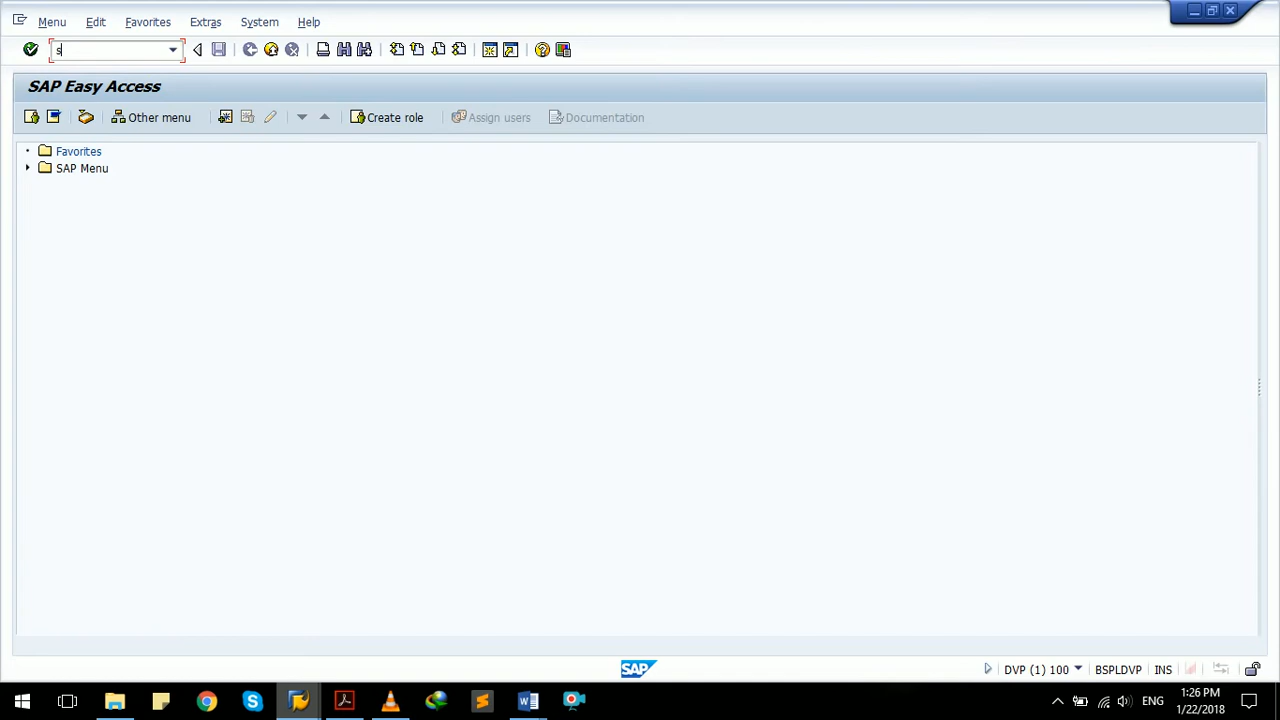 Menu Edit Favorites Extras System Help
s
SAP Easy Access
Other menu Create role Assign users Documentation
Favorites
SAP Menu
SAP
DVP (1) 100 BSPLDVP INS
ENG
1:26 PM
1/22/2018